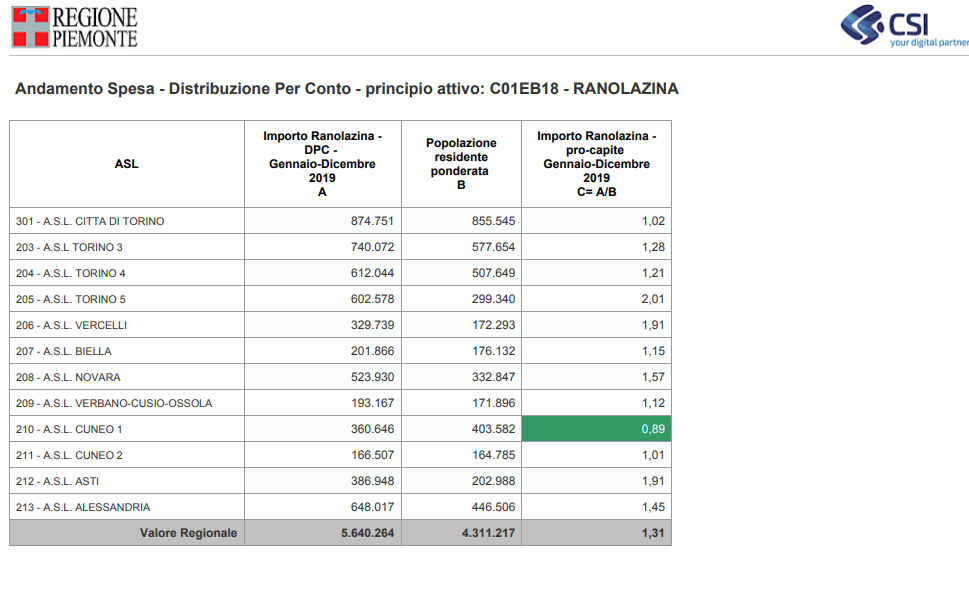 REGIONE
PIEMONTE
CSI
your digital partner
Andamento Spesa - Distribuzione Per Conto - principio attivo: C01EB18 - RANOLAZINA
ASL
Importo Ranolazina -
DPC -
Gennaio-Dicembre
2019
A
Popolazione
residente
ponderata
B
Importo Ranolazina -
pro-capite
Gennaio-Dicembre
2019
C= A/B
301 - A.S.L. CITTA DI TORINO 874.751 855.545 1,02
203 - A.S.L TORINO 3 740.072 577.654 1,28
204 - A.S.L. TORINO 4 612.044 507.649 1,21
205 - A.S.L. TORINO 5 602.578 299.340 2,01
206 - A.S.L. VERCELLI 329.739 172.293 1,91
207 - A.S.L. BIELLA 201.866 176.132 1,15
208 - A.S.L. NOVARA 523.930 332.847 1,57
209 - A.S.L. VERBANO-CUSIO-OSSOLA 193.167 171.896 1,12
210 - A.S.L. CUNEO 1 360.646 403.582 0,89
211 - A.S.L. CUNEO 2 166.507 164.785 1,01
212 - A.S.L. ASTI 386.948 202.988 1,91
213 - A.S.L. ALESSANDRIA 648.017 446.506 1,45
Valore Regionale 5.640.264 4.311.217 1,31